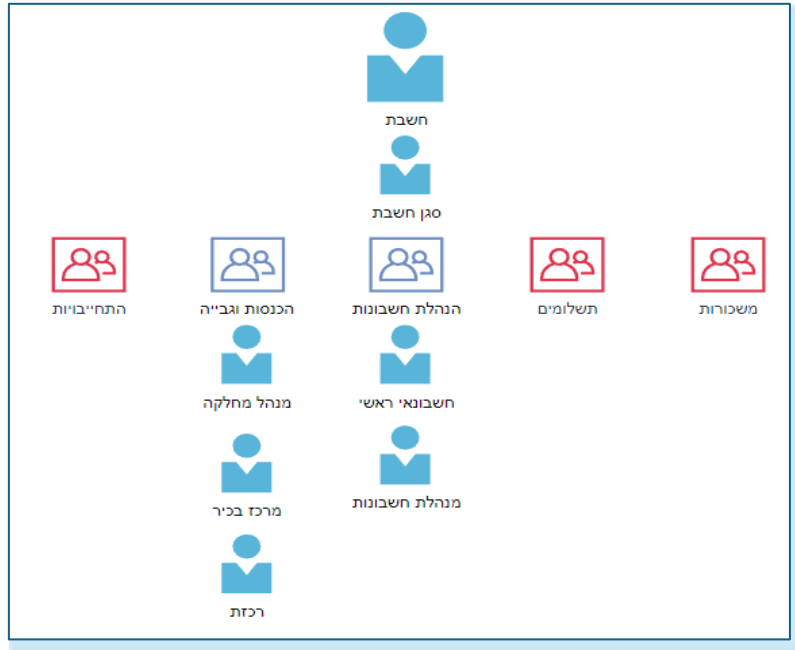 חשבת
סגן חשבת
משכורות
תשלומים
הנהלת חשבונות
הכנסות וגבייה
התחייבויות
חשבונאי ראשי
מנהל מחלקה
מנהלת חשבונות
מרכז בכיר
רכזת